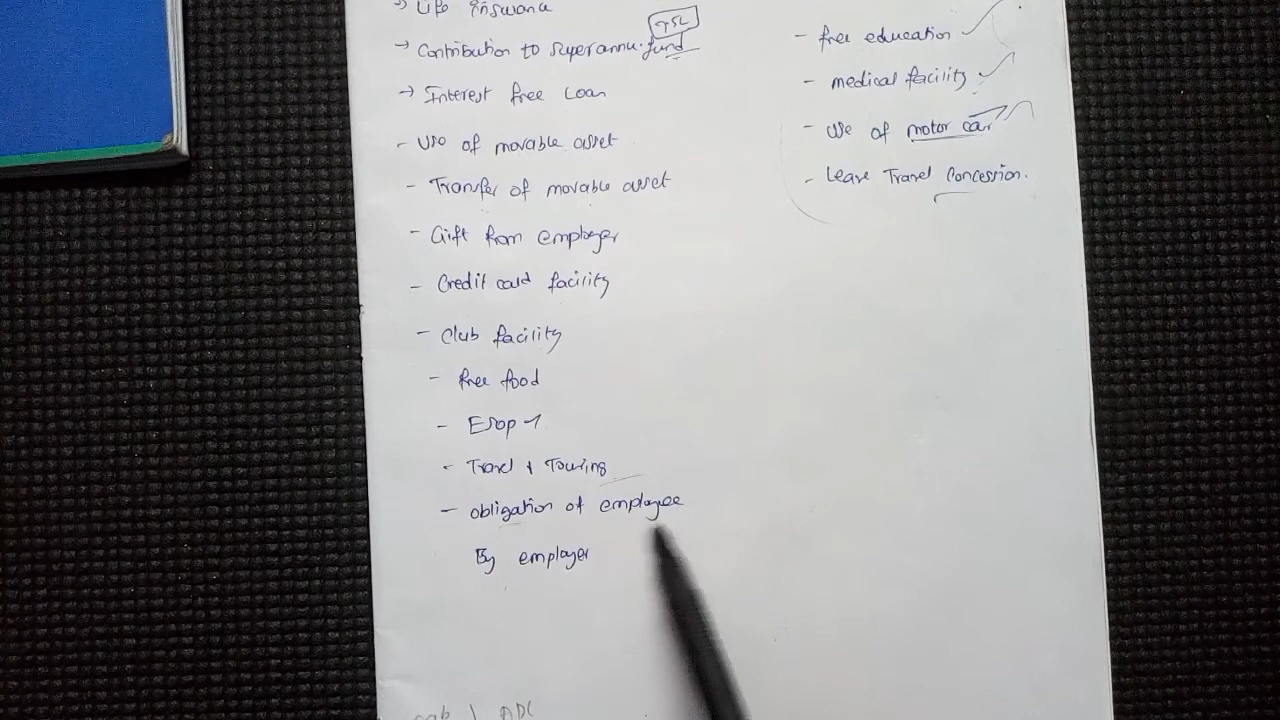 → Life Insurance
7.5L
→ Contribution to superannu. fund
→ Interest free Loan
- Use of movable asset
- Transfer of movable asset
- Gift from employer
- Credit card facility
- Club facility
- free food
- ESOP
- Travel & Touring
- obligation of employee
By employer
- free education
- medical facility
- Use of motor car
- Leave Travel Concession.